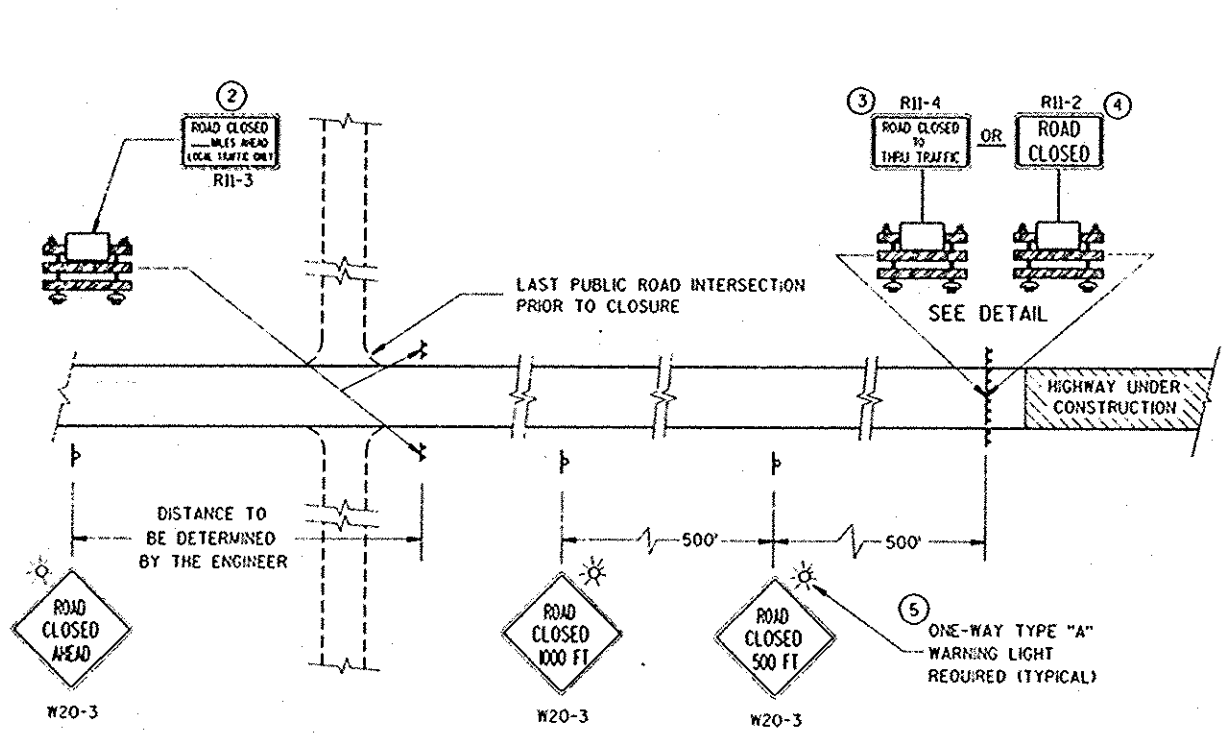 2
ROAD CLOSED
___MILES AHEAD
LOCAL TRAFFIC ONLY
R11-3
3
R11-4
ROAD CLOSED
TO
THRU TRAFFIC
OR
R11-2
4
ROAD
CLOSED
SEE DETAIL
LAST PUBLIC ROAD INTERSECTION
PRIOR TO CLOSURE
HIGHWAY UNDER
CONSTRUCTION
DISTANCE TO
BE DETERMINED
BY THE ENGINEER
500'
500'
ROAD
CLOSED
AHEAD
W20-3
ROAD
CLOSED
1000 FT
W20-3
ROAD
CLOSED
500 FT
W20-3
5
ONE-WAY TYPE "A"
WARNING LIGHT
REQUIRED (TYPICAL)